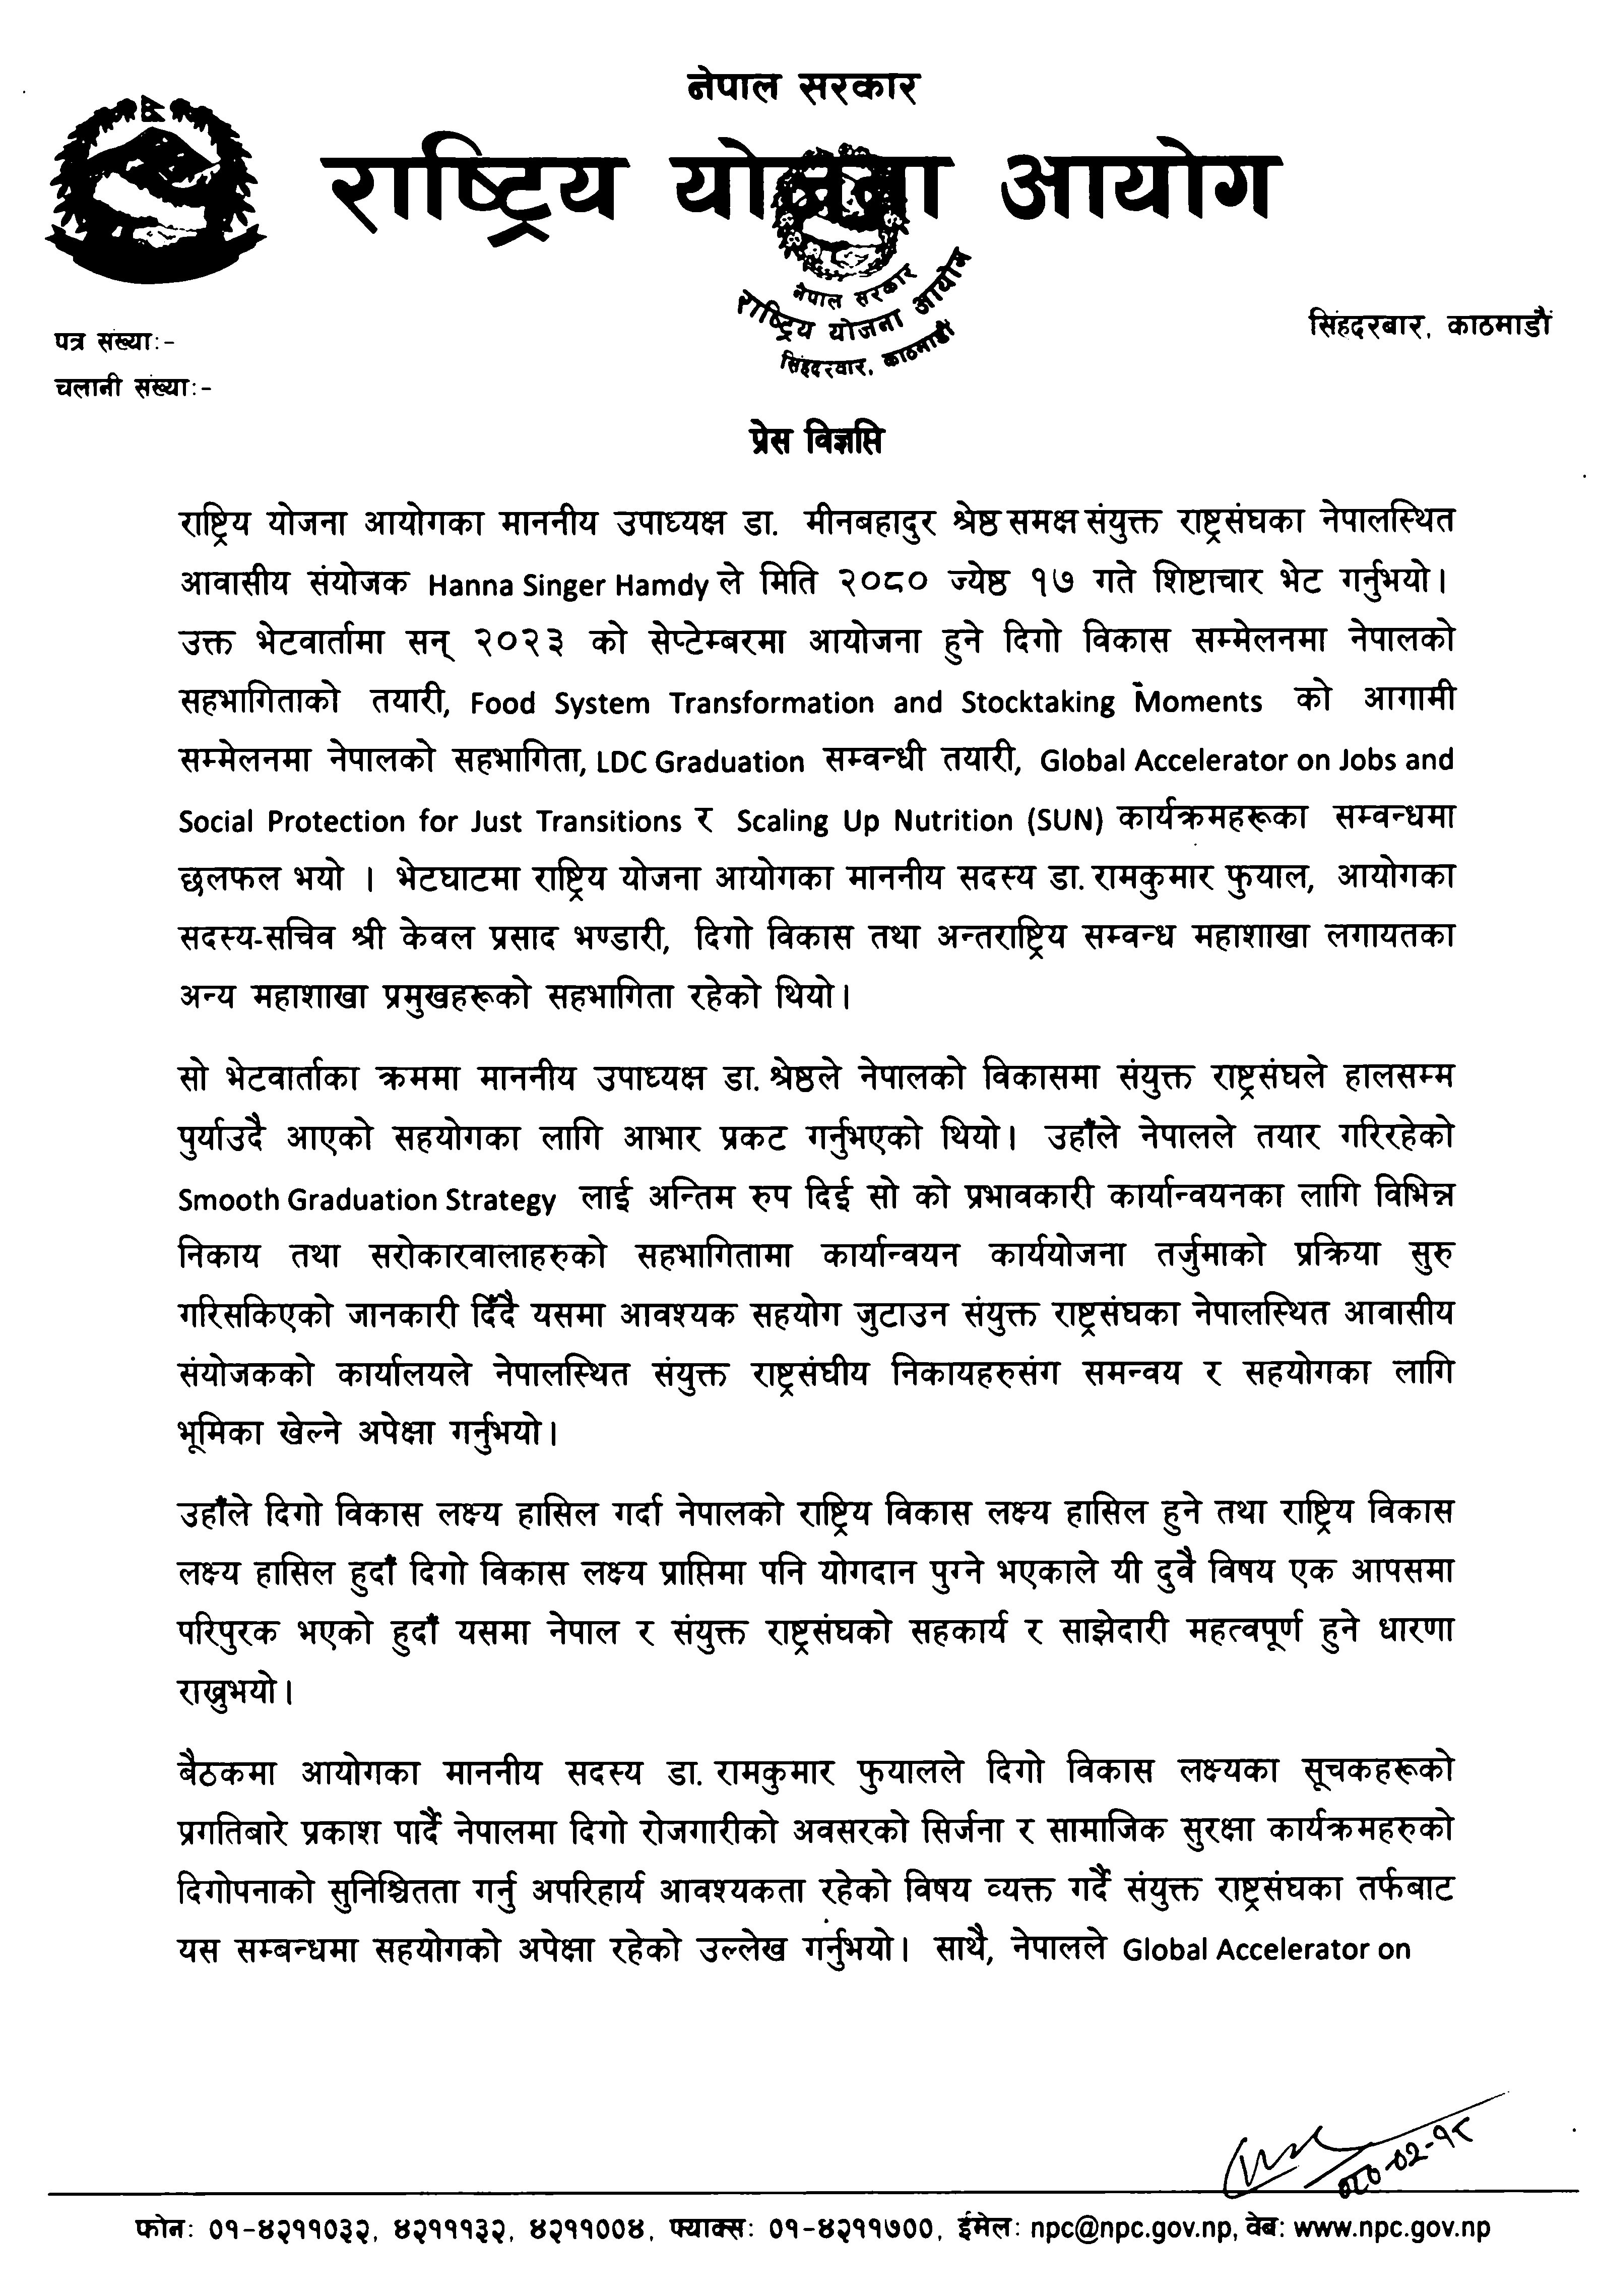 नेपाल सरकार
राष्ट्रिय योजना आयोग
नेपाल सरकार
राष्ट्रिय योजना आयोग
सिंहदरवार, काठमाडौं
सिंहदरबार, काठमाडौं
पत्र संख्याः-
चलानी संख्याः-
प्रेस विज्ञप्ति
राष्ट्रिय योजना आयोगका माननीय उपाध्यक्ष डा. मीनबहादुर श्रेष्ठ समक्ष संयुक्त राष्ट्रसंघका नेपालस्थित
आवासीय संयोजक Hanna Singer Hamdy ले मिति २०८० ज्येष्ठ १७ गते शिष्टाचार भेट गर्नुभयो।
उक्त भेटवार्तामा सन् २०२३ को सेप्टेम्बरमा आयोजना हुने दिगो विकास सम्मेलनमा नेपालको
सहभागिताको तयारी, Food System Transformation and Stocktaking Moments को आगामी
सम्मेलनमा नेपालको सहभागिता, LDC Graduation सम्वन्धी तयारी, Global Accelerator on Jobs and
Social Protection for Just Transitions र Scaling Up Nutrition (SUN) कार्यक्रमहरूका सम्वन्धमा
छलफल भयो । भेटघाटमा राष्ट्रिय योजना आयोगका माननीय सदस्य डा. रामकुमार फुयाल, आयोगका
सदस्य-सचिव श्री केवल प्रसाद भण्डारी, दिगो विकास तथा अन्तराष्ट्रिय सम्वन्ध महाशाखा लगायतका
अन्य महाशाखा प्रमुखहरूको सहभागिता रहेको थियो।
सो भेटवार्ताका क्रममा माननीय उपाध्यक्ष डा. श्रेष्ठले नेपालको विकासमा संयुक्त राष्ट्रसंघले हालसम्म
पुर्याउदै आएको सहयोगका लागि आभार प्रकट गर्नुभएको थियो। उहाँले नेपालले तयार गरिरहेको
Smooth Graduation Strategy लाई अन्तिम रुप दिई सो को प्रभावकारी कार्यान्वयनका लागि विभिन्न
निकाय तथा सरोकारवालाहरुको सहभागितामा कार्यान्वयन कार्ययोजना तर्जुमाको प्रक्रिया सुरु
गरिसकिएको जानकारी दिँदै यसमा आवश्यक सहयोग जुटाउन संयुक्त राष्ट्रसंघका नेपालस्थित आवासीय
संयोजकको कार्यालयले नेपालस्थित संयुक्त राष्ट्रसंघीय निकायहरुसंग समन्वय र सहयोगका लागि
भूमिका खेल्ने अपेक्षा गर्नुभयो।
उहाँले दिगो विकास लक्ष्य हासिल गर्दा नेपालको राष्ट्रिय विकास लक्ष्य हासिल हुने तथा राष्ट्रिय विकास
लक्ष्य हासिल हुदाँ दिगो विकास लक्ष्य प्राप्तिमा पनि योगदान पुग्ने भएकाले यी दुवै विषय एक आपसमा
परिपुरक भएको हुदाँ यसमा नेपाल र संयुक्त राष्ट्रसंघको सहकार्य र साझेदारी महत्वपूर्ण हुने धारणा
राख्नुभयो।
बैठकमा आयोगका माननीय सदस्य डा. रामकुमार फुयालले दिगो विकास लक्ष्यका सूचकहरूको
प्रगतिबारे प्रकाश पार्दै नेपालमा दिगो रोजगारीको अवसरको सिर्जना र सामाजिक सुरक्षा कार्यक्रमहरुको
दिगोपनाको सुनिश्चितता गर्नु अपरिहार्य आवश्यकता रहेको विषय व्यक्त गर्दै संयुक्त राष्ट्रसंघका तर्फबाट
यस सम्बन्धमा सहयोगको अपेक्षा रहेको उल्लेख गर्नुभयो। साथै, नेपालले Global Accelerator on
०८०-०२-१८
फोनः ०१-४२११०३२, ४२१११३२, ४२११००४, फ्याक्सः ०१-४२११७००, ईमेलः npc@npc.gov.np, वेबः www.npc.gov.np